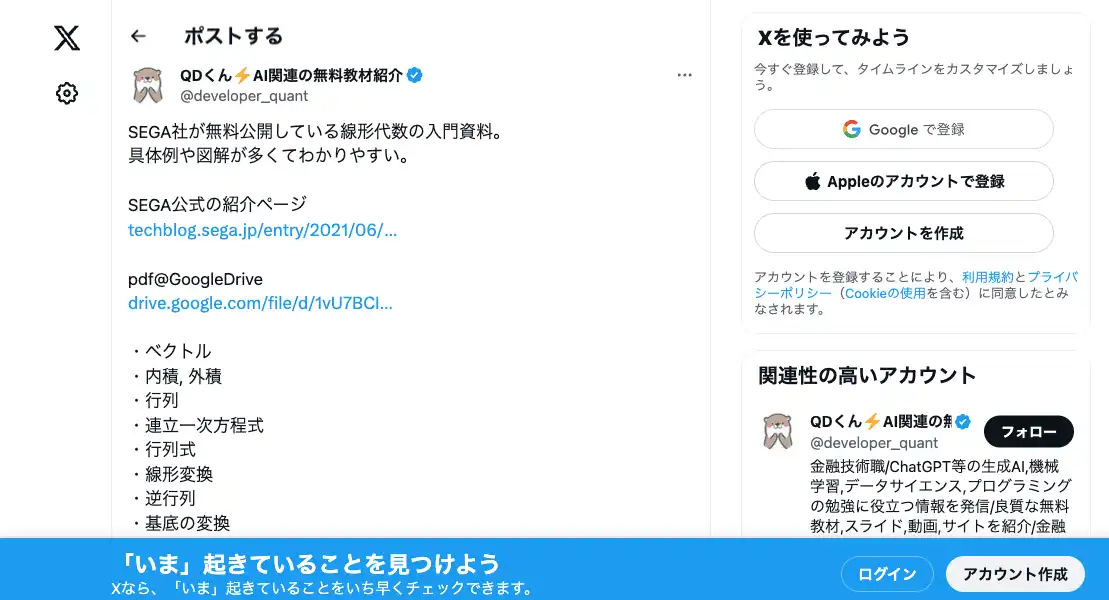 ポストする
QDくん⚡AI関連の無料教材紹介
@developer_quant
SEGA社が無料公開している線形代数の入門資料。
具体例や図解が多くてわかりやすい。
SEGA公式の紹介ページ
techblog.sega.jp/entry/2021/06/…
pdf@GoogleDrive
drive.google.com/file/d/1vU7BCl…
・ベクトル
・内積, 外積
・行列
・連立一次方程式
・行列式
・線形変換
・逆行列
・基底の変換
Xを使ってみよう
今すぐ登録して、タイムラインをカスタマイズしましょ
う。
Google で登録
Appleのアカウントで登録
アカウントを作成
アカウントを登録することにより、利用規約とプライバ
シーポリシー（Cookieの使用を含む）に同意したとみ
なされます。
関連性の高いアカウント
QDくん⚡AI関連の無
@developer_quant
フォロー
金融技術職/ChatGPT等の生成AI,機械
学習,データサイエンス,プログラミング
の勉強に役立つ情報を発信/良質な無料
教材,スライド,動画,サイトを紹介/金融
「いま」起きていることを見つけよう
Xなら、「いま」起きていることをいち早くチェックできます。
ログイン
アカウント作成